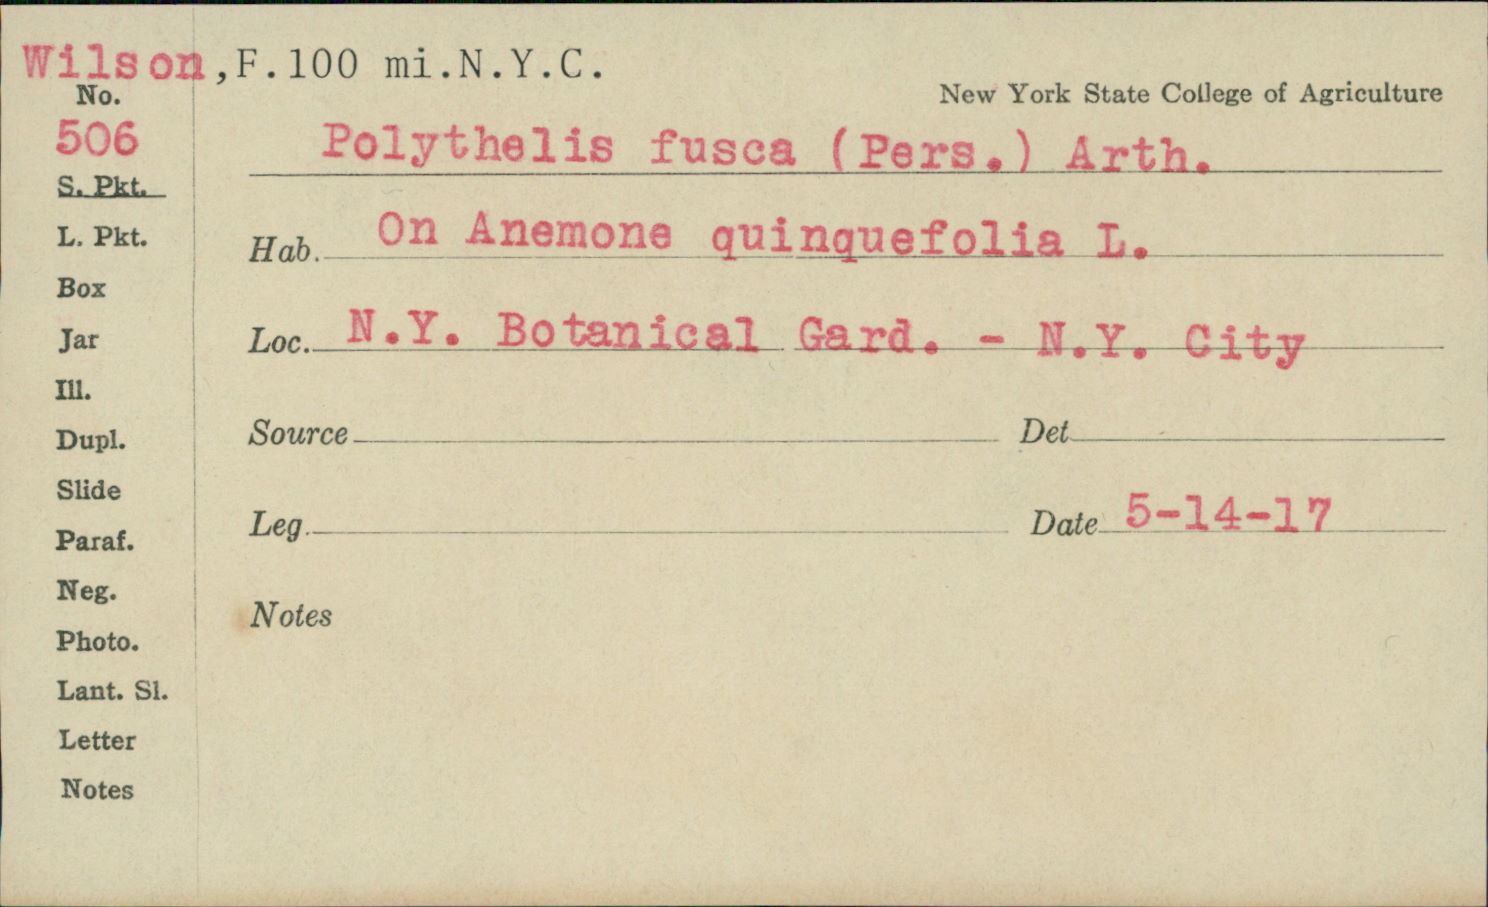 Wilson,F.100 mi.N.Y.C.
No.
New York State College of Agriculture
506
Polythelis fusca (Pers.) Arth.
S. Pkt.
L. Pkt.
Hab. On Anemone quinquefolia L.
Box
Jar
Loc. N.Y. Botanical Gard. - N.Y. City
Ill.
Dupl.
Source Det
Slide
Leg. Date 5-14-17
Paraf.
Neg.
Notes
Photo.
Lant. Sl.
Letter
Notes